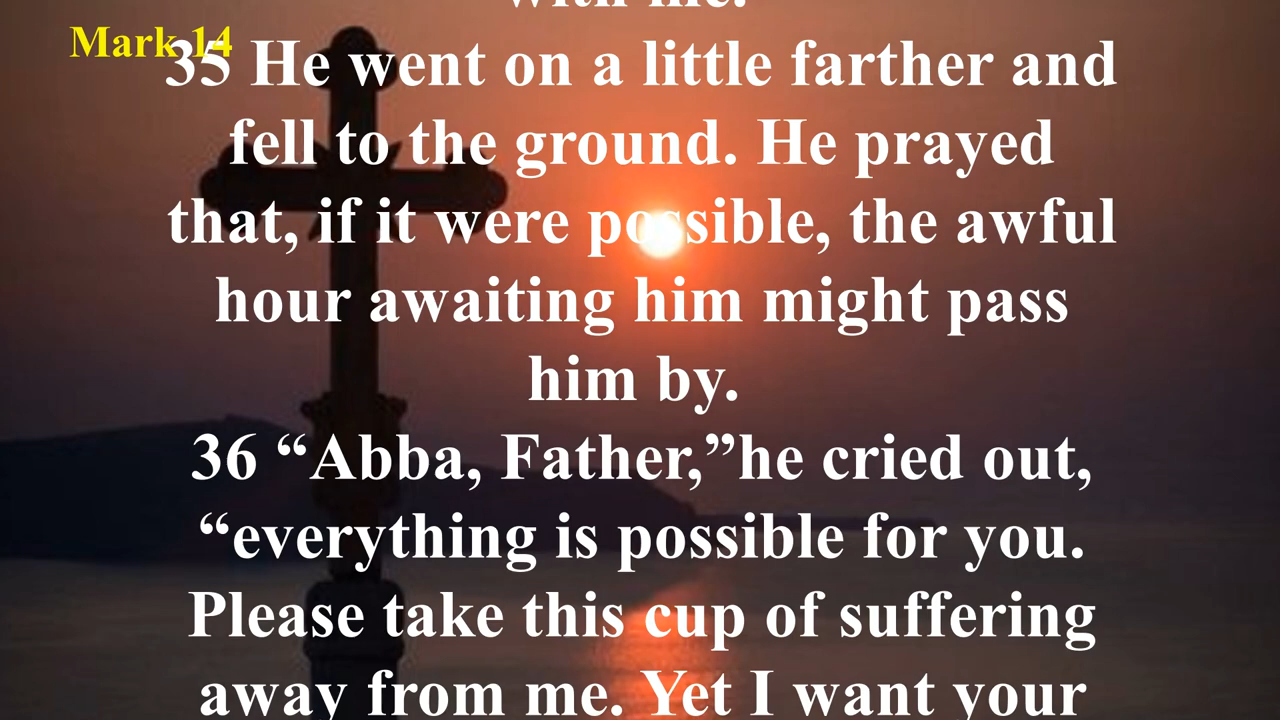 with me.
Mark 14
35 He went on a little farther and
fell to the ground. He prayed
that, if it were possible, the awful
hour awaiting him might pass
him by.
36 “Abba, Father,”he cried out,
“everything is possible for you.
Please take this cup of suffering
away from me. Yet I want your